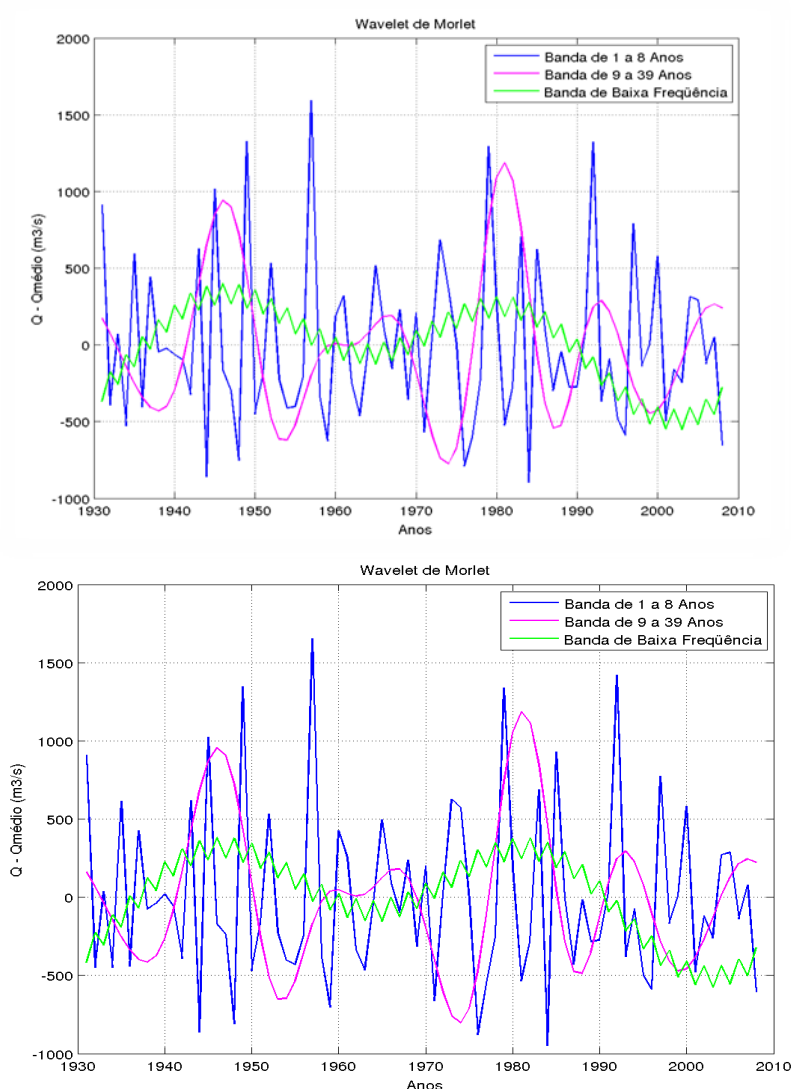 Wavelet de Morlet
2000
1500
1000
500
0
-500
-1000
Q - Qmédio (m3/s)
Banda de 1 a 8 Anos
Banda de 9 a 39 Anos
Banda de Baixa Freqüência
1930 1940 1950 1960 1970 1980 1990 2000 2010
Anos
Wavelet de Morlet
2000
1500
1000
500
0
-500
-1000
Q - Qmédio (m3/s)
Banda de 1 a 8 Anos
Banda de 9 a 39 Anos
Banda de Baixa Freqüência
1930 1940 1950 1960 1970 1980 1990 2000 2010
Anos